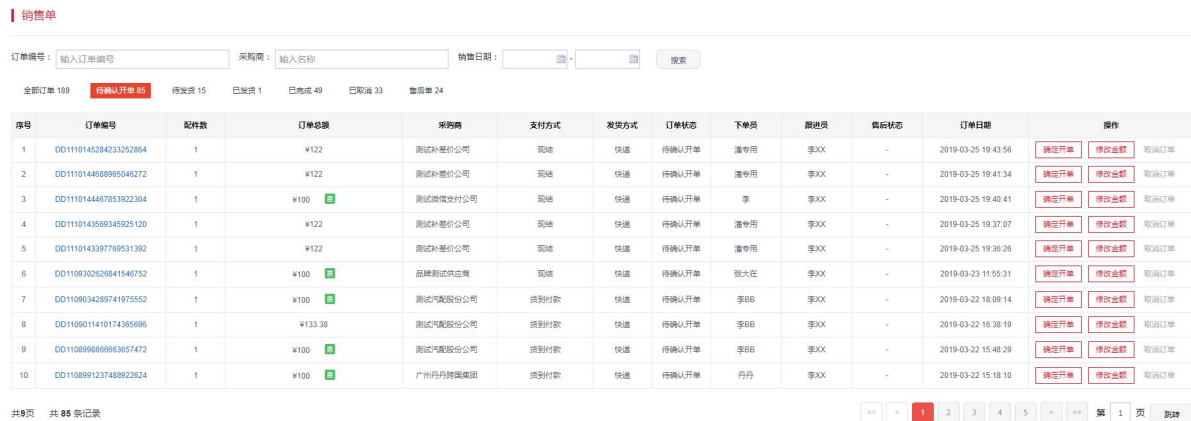 销售单
订单编号： 输入订单编号 采购商： 输入名称 销售日期： - 搜索
全部订单 189 待确认开单 85 待发货 15 已发货 1 已完成 49 已取消 33 售后单 24
序号 订单编号 配件数 订单总额 采购商 支付方式 发货方式 订单状态 下单员 跟进员 售后状态 订单日期 操作
1 DD1110145284233252864 1 ¥122 测试补差价公司 现结 快递 待确认开单 潘专用 李XX - 2019-03-25 19:43:56 确定开单 修改金额 取消订单
2 DD1110144688965046272 1 ¥122 测试补差价公司 现结 快递 待确认开单 潘专用 李XX - 2019-03-25 19:41:34 确定开单 修改金额 取消订单
3 DD1110144467853922304 1 ¥100 惠 测试微信支付公司 现结 快递 待确认开单 李 李XX - 2019-03-25 19:40:41 确定开单 修改金额 取消订单
4 DD1110143569345925120 1 ¥122 测试补差价公司 现结 快递 待确认开单 潘专用 李XX - 2019-03-25 19:37:07 确定开单 修改金额 取消订单
5 DD1110143397769531392 1 ¥122 测试补差价公司 现结 快递 待确认开单 潘专用 李XX - 2019-03-25 19:36:26 确定开单 修改金额 取消订单
6 DD1109302626841546752 1 ¥100 惠 品牌测试供应商 现结 快递 待确认开单 张大在 李XX - 2019-03-23 11:55:31 确定开单 修改金额 取消订单
7 DD1109034289741975552 1 ¥100 惠 测试汽配股份公司 货到付款 快递 待确认开单 李BB 李XX - 2019-03-22 18:09:14 确定开单 修改金额 取消订单
8 DD1109011410174365696 1 ¥133.38 测试汽配股份公司 货到付款 快递 待确认开单 李BB 李XX - 2019-03-22 16:38:19 确定开单 修改金额 取消订单
9 DD1108998866663657472 1 ¥100 惠 测试汽配股份公司 货到付款 快递 待确认开单 李BB 李XX - 2019-03-22 15:48:29 确定开单 修改金额 取消订单
10 DD1108991237488922624 1 ¥100 惠 广州丹丹跨国集团 货到付款 快递 待确认开单 丹丹 李XX - 2019-03-22 15:18:10 确定开单 修改金额 取消订单
共9页 共 85 条记录 << < 1 2 3 4 5 > >> 第 1 页 跳转